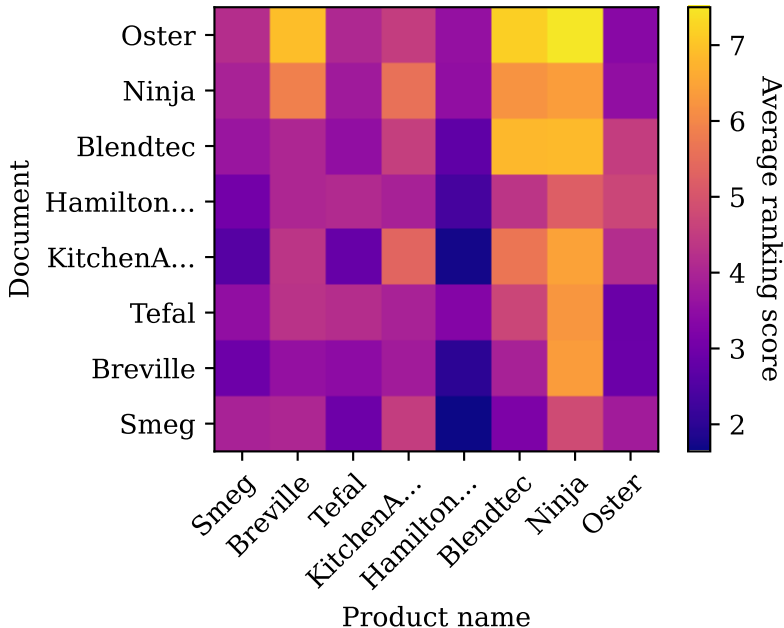 Oster
Ninja
Blendtec
Hamilton...
KitchenA...
Tefal
Breville
Smeg
Document
Smeg
Breville
Tefal
KitchenA...
Hamilton...
Blendtec
Ninja
Oster
Product name
7
6
5
4
3
2
Average ranking score